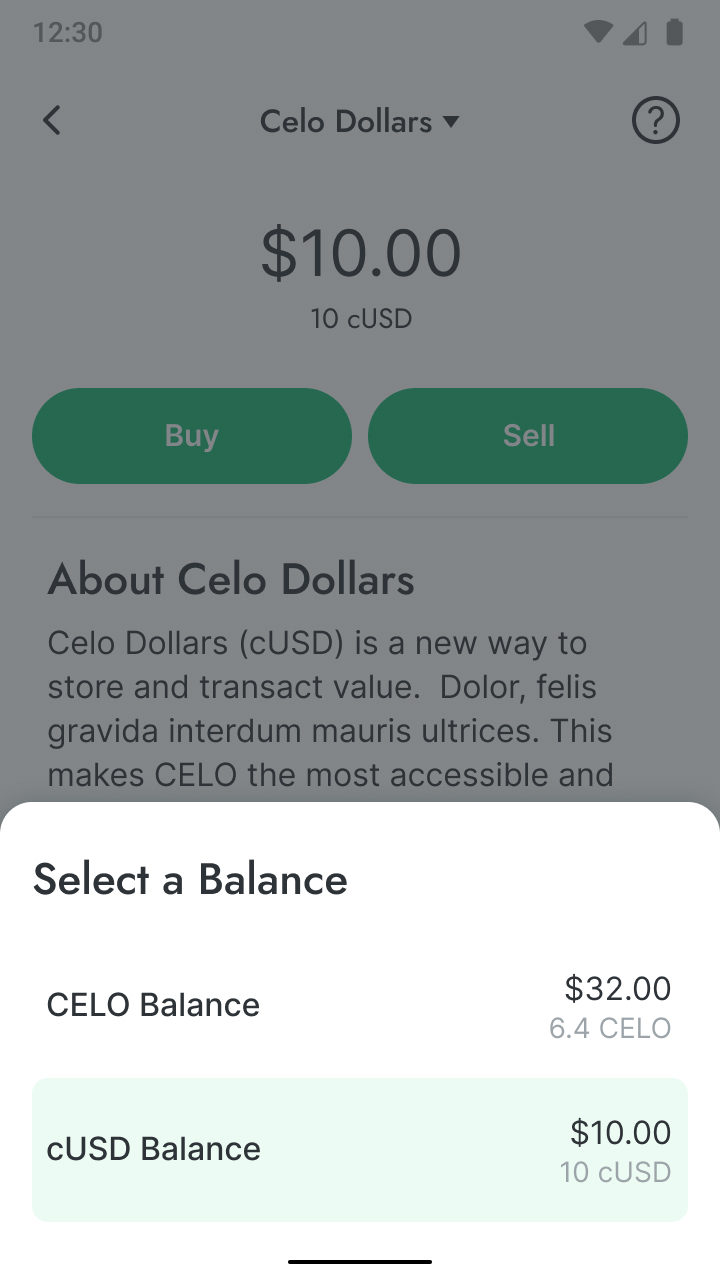 12:30
Celo Dollars
?
$10.00
10 cUSD
Buy
Sell
About Celo Dollars
Celo Dollars (cUSD) is a new way to
store and transact value.  Dolor, felis
gravida interdum mauris ultrices. This
makes CELO the most accessible and
Select a Balance
CELO Balance
$32.00
6.4 CELO
cUSD Balance
$10.00
10 cUSD